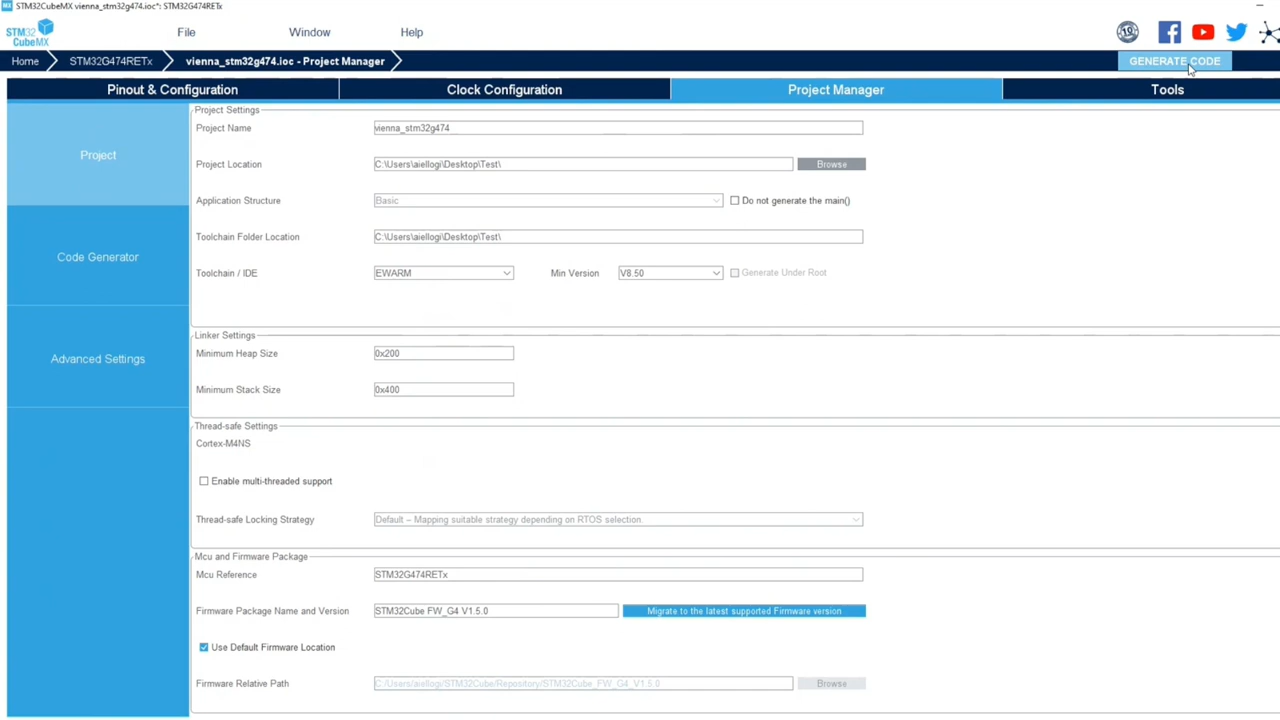 MX STM32CubeMX vienna_stm32g474.ioc*: STM32G474RETx
STM32
CubeMX
File
Window
Help
10
Home
STM32G474RETx
vienna_stm32g474.ioc - Project Manager
GENERATE CODE
Pinout & Configuration
Clock Configuration
Project Manager
Tools
Project
Code Generator
Advanced Settings
Project Settings
Project Name
vienna_stm32g474
Project Location
C:\Users\aiellogi\Desktop\Test\
Browse
Application Structure
Basic
Do not generate the main()
Toolchain Folder Location
C:\Users\aiellogi\Desktop\Test\
Toolchain / IDE
EWARM
Min Version
V8.50
Generate Under Root
Linker Settings
Minimum Heap Size
0x200
Minimum Stack Size
0x400
Thread-safe Settings
Cortex-M4NS
Enable multi-threaded support
Thread-safe Locking Strategy
Default – Mapping suitable strategy depending on RTOS selection.
Mcu and Firmware Package
Mcu Reference
STM32G474RETx
Firmware Package Name and Version
STM32Cube FW_G4 V1.5.0
Migrate to the latest supported Firmware version
Use Default Firmware Location
Firmware Relative Path
C:/Users/aiellogi/STM32Cube/Repository/STM32Cube_FW_G4_V1.5.0
Browse